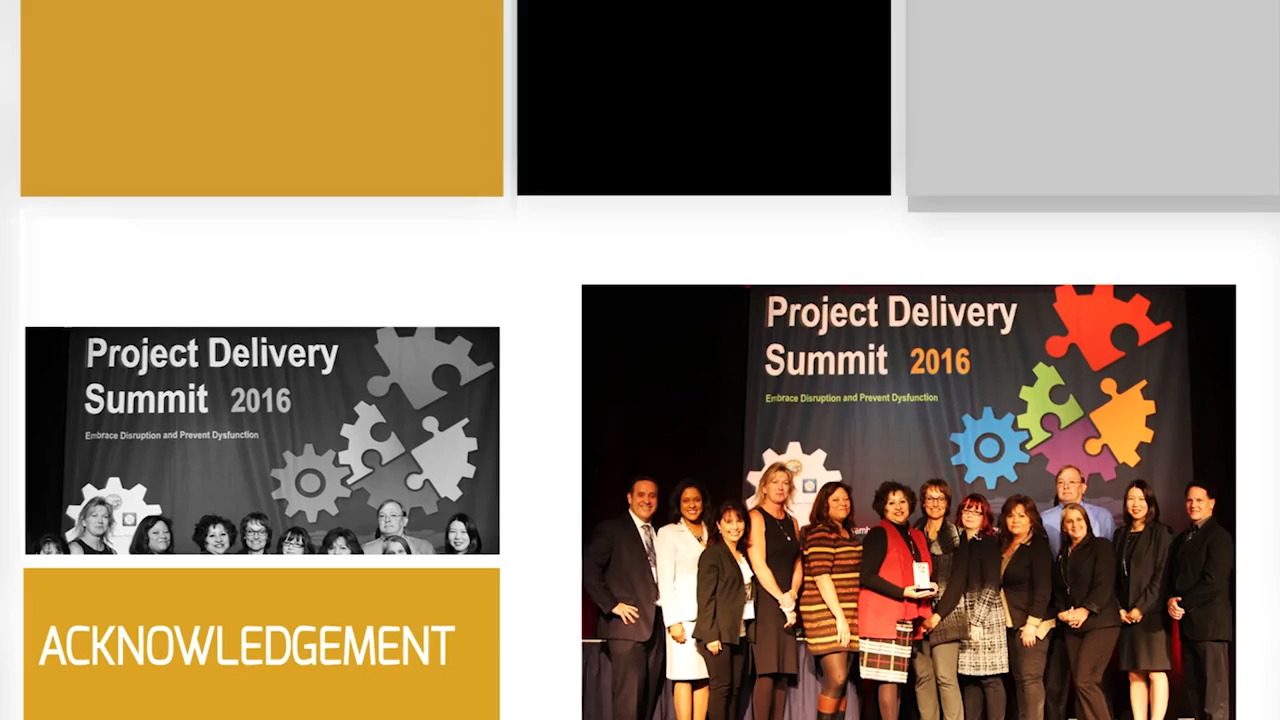 Project Delivery
Summit 2016
Embrace Disruption and Prevent Dysfunction
ACKNOWLEDGEMENT
Project Delivery
Summit 2016
Embrace Disruption and Prevent Dysfunction